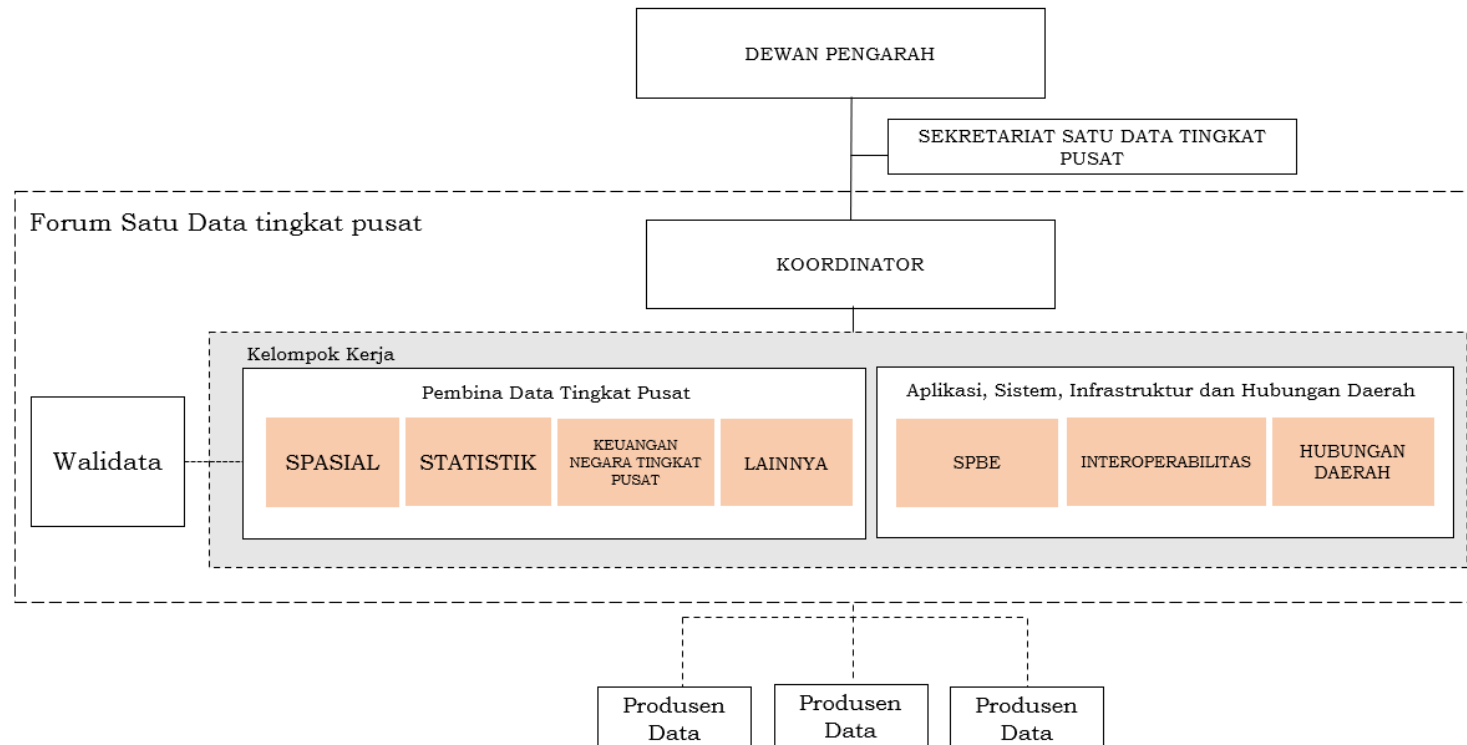 DEWAN PENGARAH
SEKRETARIAT SATU DATA TINGKAT
PUSAT
Forum Satu Data tingkat pusat
KOORDINATOR
Kelompok Kerja
Walidata
Pembina Data Tingkat Pusat
SPASIAL
STATISTIK
KEUANGAN
NEGARA TINGKAT
PUSAT
LAINNYA
Aplikasi, Sistem, Infrastruktur dan Hubungan Daerah
SPBE
INTEROPERABILITAS
HUBUNGAN
DAERAH
Produsen
Data
Produsen
Data
Produsen
Data